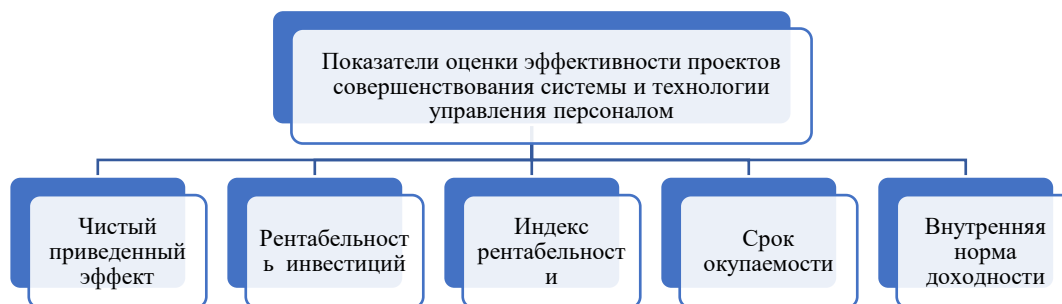 Показатели оценки эффективности проектов
совершенствования системы и технологии
управления персоналом
Чистый
приведенный
эффект
Рентабельност
ь инвестиций
Индекс
рентабельност
и
Срок
окупаемости
Внутренняя
норма
доходности